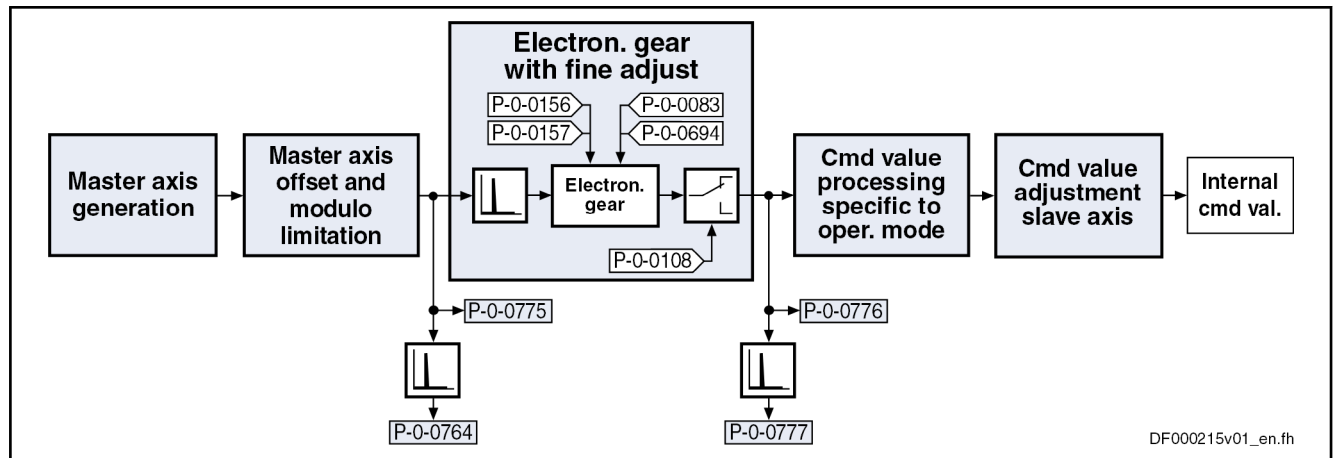 Electron. gear
with fine adjust
P-0-0156
P-0-0083
P-0-0157
P-0-0694
Master axis
generation
Master axis
offset and
modulo
limitation
Electron.
gear
P-0-0108
Cmd value
processing
specific to
oper. mode
Cmd value
adjustment
slave axis
Internal
cmd val.
P-0-0775
P-0-0776
P-0-0764
P-0-0777
DF000215v01_en.fh